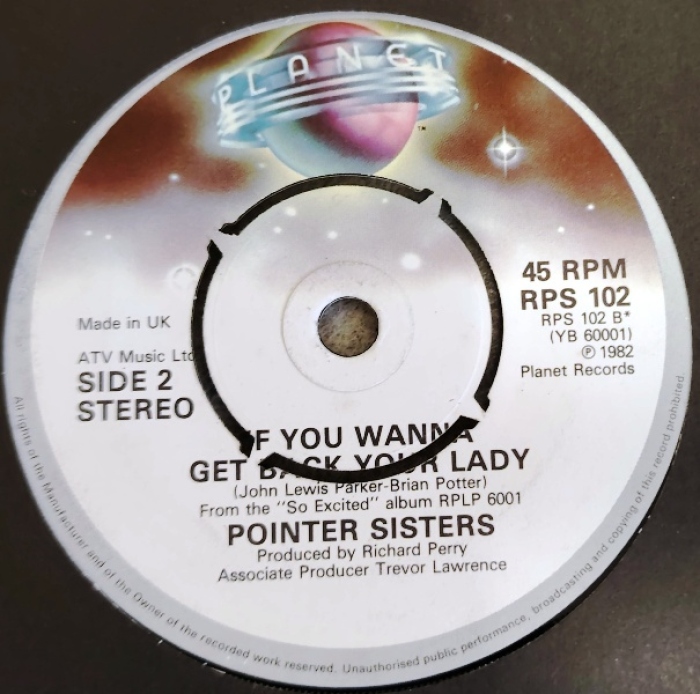 PLANET
™
45 RPM
RPS 102
RPS 102 B*
(YB 60001)
℗ 1982
Planet Records
Made in UK
ATV Music Ltd
SIDE 2
STEREO
IF YOU WANNA
GET BACK YOUR LADY
(John Lewis Parker-Brian Potter)
From the "So Excited" album RPLP 6001
POINTER SISTERS
Produced by Richard Perry
Associate Producer Trevor Lawrence
All rights of the Manufacturer and of the Owner of the recorded work reserved. Unauthorised public performance, broadcasting and copying of this record prohibited.